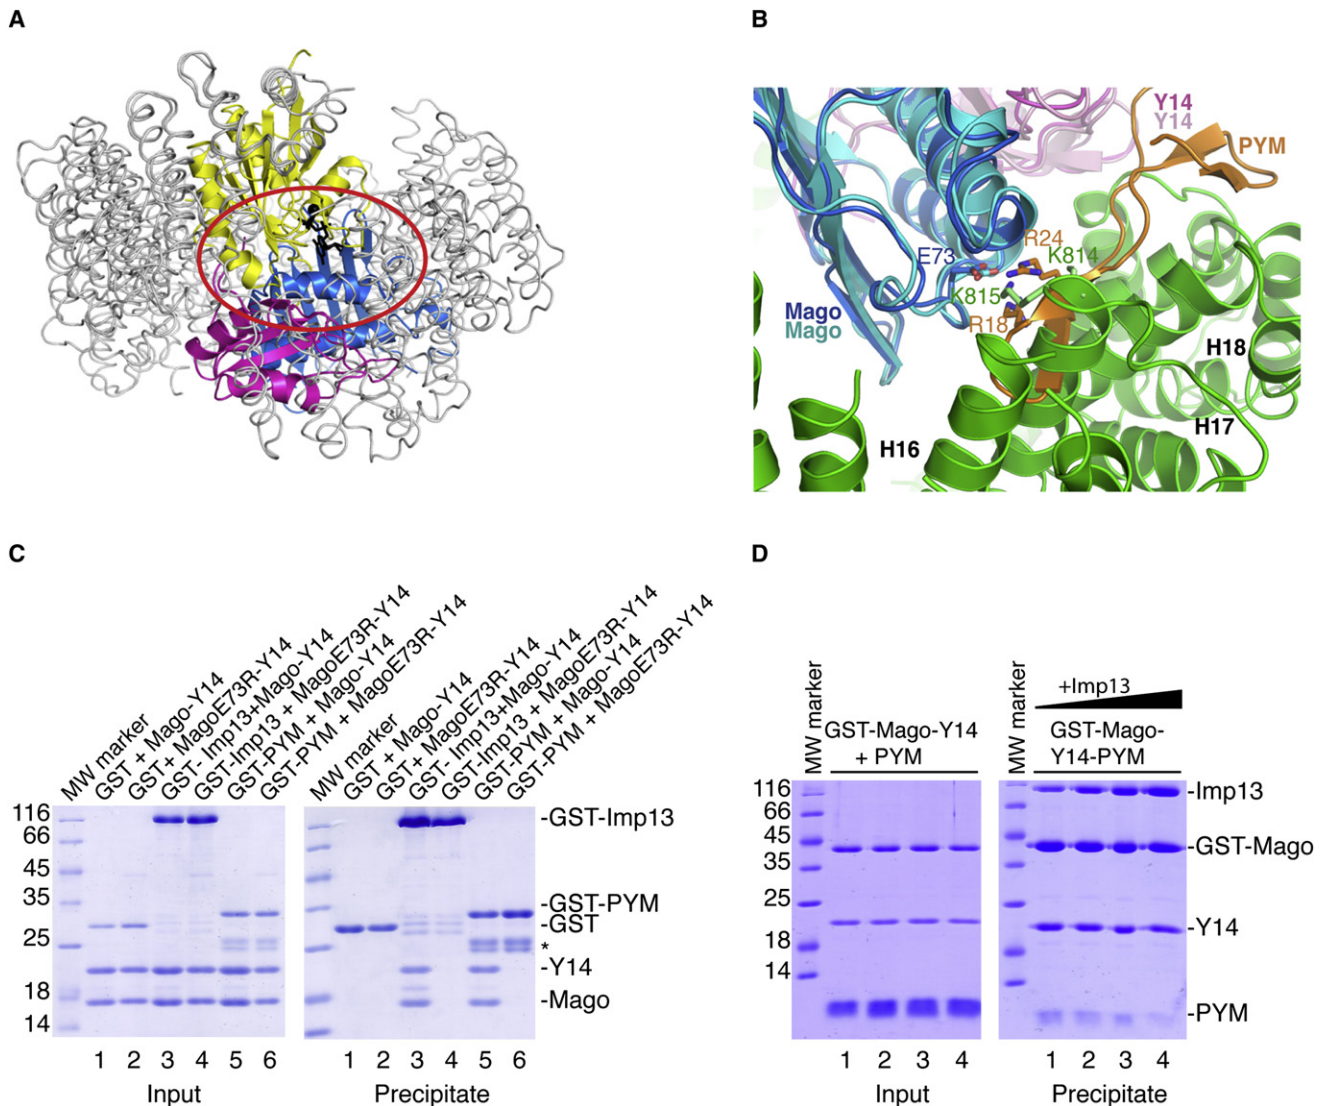 A
B
Y14
Y14
PYM
R24
E73
K814
K815
Mago
Mago
R18
H18
H17
H16
C
D
MW marker
GST + Mago-Y14
GST+ MagoE73R-Y14
GST- Imp13+Mago-Y14
GST-Imp13 + MagoE73R-Y14
GST-PYM + Mago-Y14
GST-PYM + MagoE73R-Y14
MW marker
GST + Mago-Y14
GST + MagoE73R-Y14
GST- Imp13+Mago-Y14
GST-Imp13 + MagoE73R-Y14
GST-PYM + Mago-Y14
GST-PYM + MagoE73R-Y14
116
66
45
35
25
18
14
-GST-Imp13
-GST-PYM
-GST
*
-Y14
-Mago
1 2 3 4 5 6
Input
1 2 3 4 5 6
Precipitate
MW marker
GST-Mago-Y14
+ PYM
MW marker
+Imp13
GST-Mago-
Y14-PYM
116
66
45
35
25
18
14
-Imp13
-GST-Mago
-Y14
-PYM
1 2 3 4
Input
1 2 3 4
Precipitate